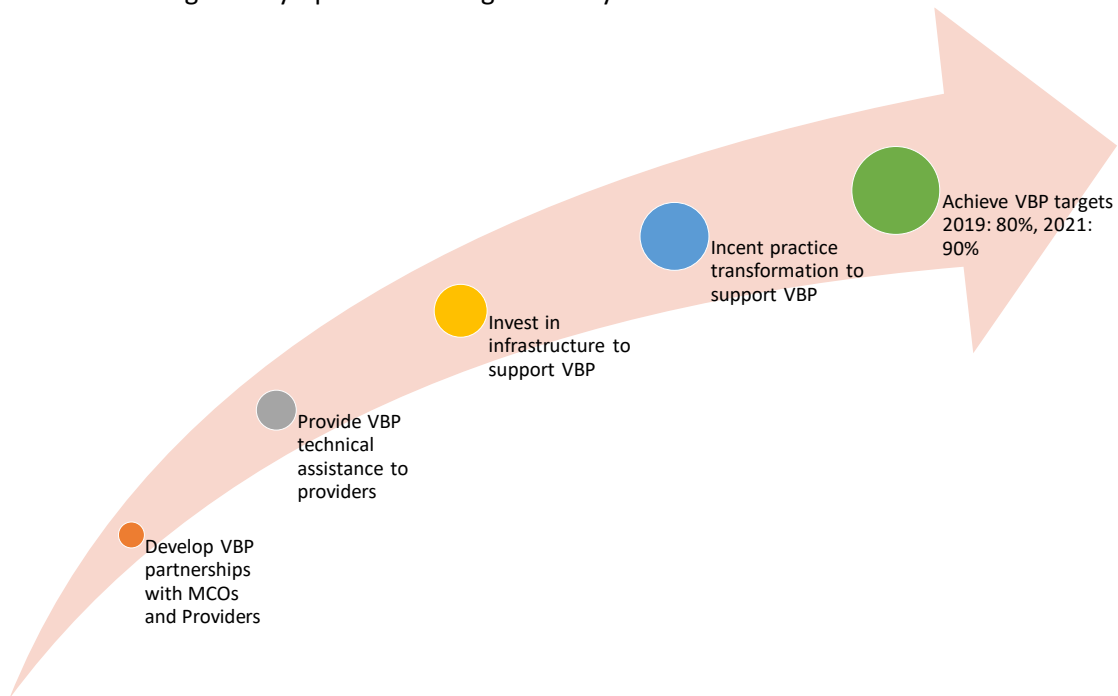 Develop VBP
partnerships
with MCOs
and Providers
Provide VBP
technical
assistance to
providers
Invest in
infrastructure to
support VBP
Incent practice
transformation to
support VBP
Achieve VBP targets
2019: 80%, 2021:
90%